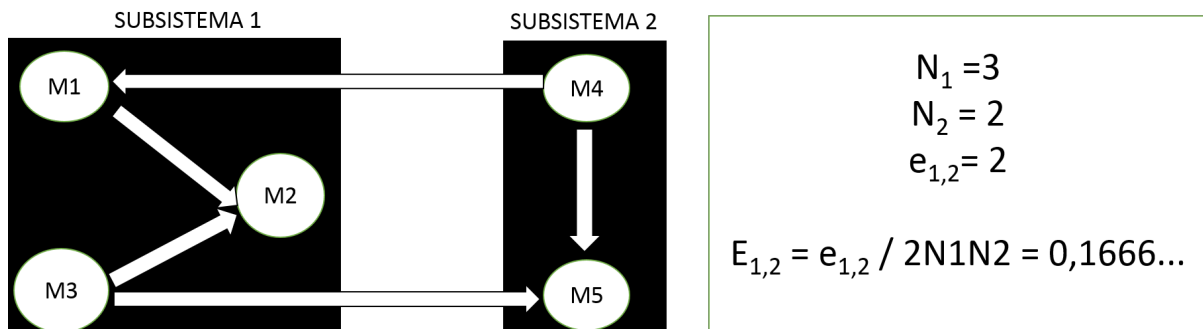 SUBSISTEMA 1
SUBSISTEMA 2
M1
M4
M2
M3
M5
N₁ =3
N₂ = 2
e₁,₂= 2
E₁,₂ = e₁,₂ / 2N1N2 = 0,1666...